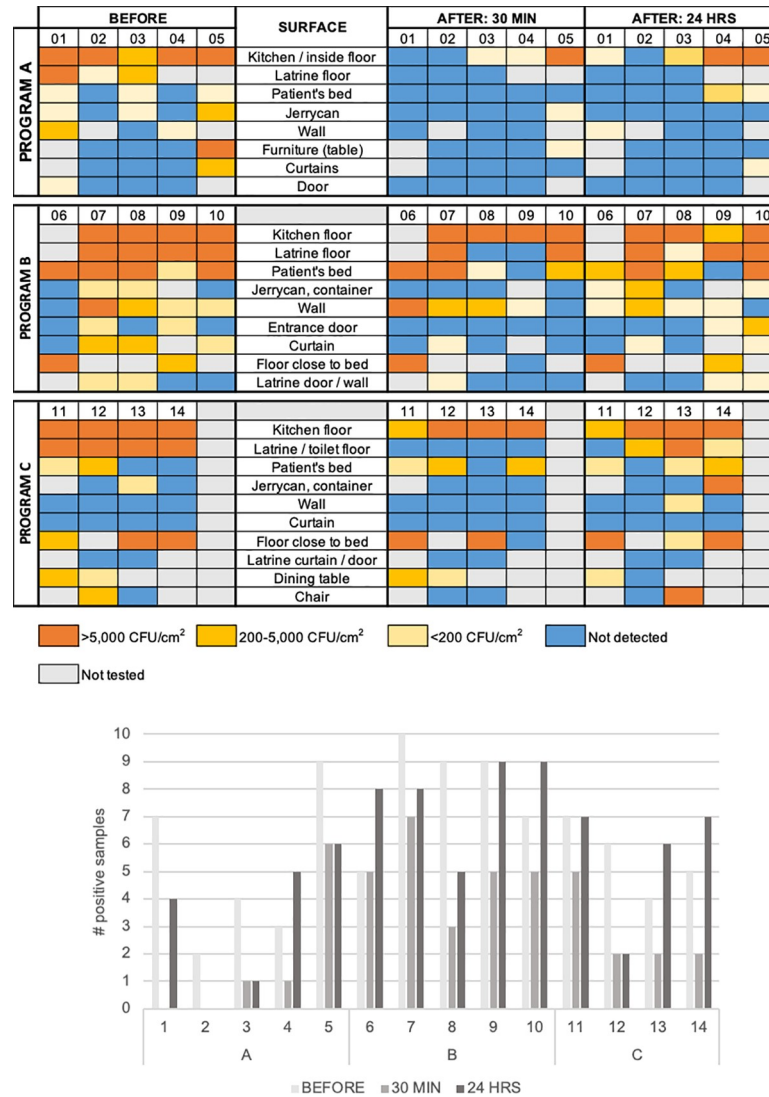 BEFORE SURFACE AFTER: 30 MIN AFTER: 24 HRS
PROGRAM A
01 02 03 04 05 01 02 03 04 05 01 02 03 04 05
Kitchen / inside floor
Latrine floor
Patient's bed
Jerrycan
Wall
Furniture (table)
Curtains
Door
PROGRAM B
06 07 08 09 10 06 07 08 09 10 06 07 08 09 10
Kitchen floor
Latrine floor
Patient's bed
Jerrycan, container
Wall
Entrance door
Curtain
Floor close to bed
Latrine door / wall
PROGRAM C
11 12 13 14 11 12 13 14 11 12 13 14
Kitchen floor
Latrine / toilet floor
Patient's bed
Jerrycan, container
Wall
Curtain
Floor close to bed
Latrine curtain / door
Dining table
Chair
>5,000 CFU/cm² 200-5,000 CFU/cm² <200 CFU/cm² Not detected
Not tested
# positive samples
10
9
8
7
6
5
4
3
2
1
0
1 2 3 4 5 6 7 8 9 10 11 12 13 14
A B C
BEFORE 30 MIN 24 HRS